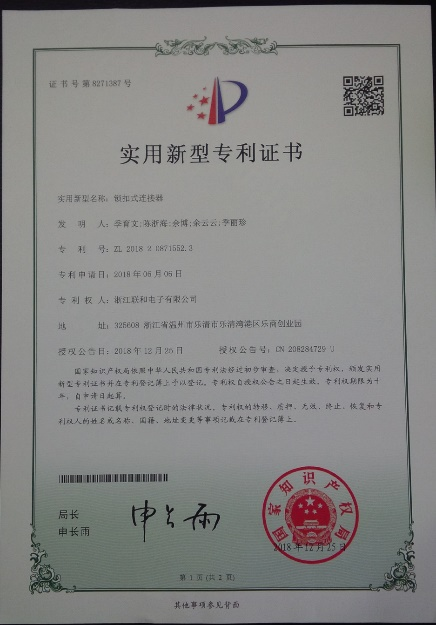 证书号第8271387号
实用新型专利证书
实用新型名称：锁扣式连接器
发 明 人：李育文;陈浙海;余博;余云云;李丽珍
专 利 号：ZL 2018 2 0871552.3
专利申请日：2018年06月06日
专 利 权 人：浙江联和电子有限公司
地 址：325608 浙江省温州市乐清市乐清湾港区乐商创业园
授权公告日：2018年12月25日 授权公告号：CN 208284729 U
国家知识产权局依照中华人民共和国专利法经过初步审查，决定授予专利权，颁发实用
新型专利证书并在专利登记簿上予以登记。专利权自授权公告之日起生效。专利权期限为十
年，自申请日起算。
专利证书记载专利权登记时的法律状况。专利权的转移、质押、无效、终止、恢复和专
利权人的姓名或名称、国籍、地址变更等事项记载在专利登记簿上。
局长
申长雨
申长雨
国家知识产权局
2018年12月25日
第 1 页 (共 2 页)
其他事项参见背面